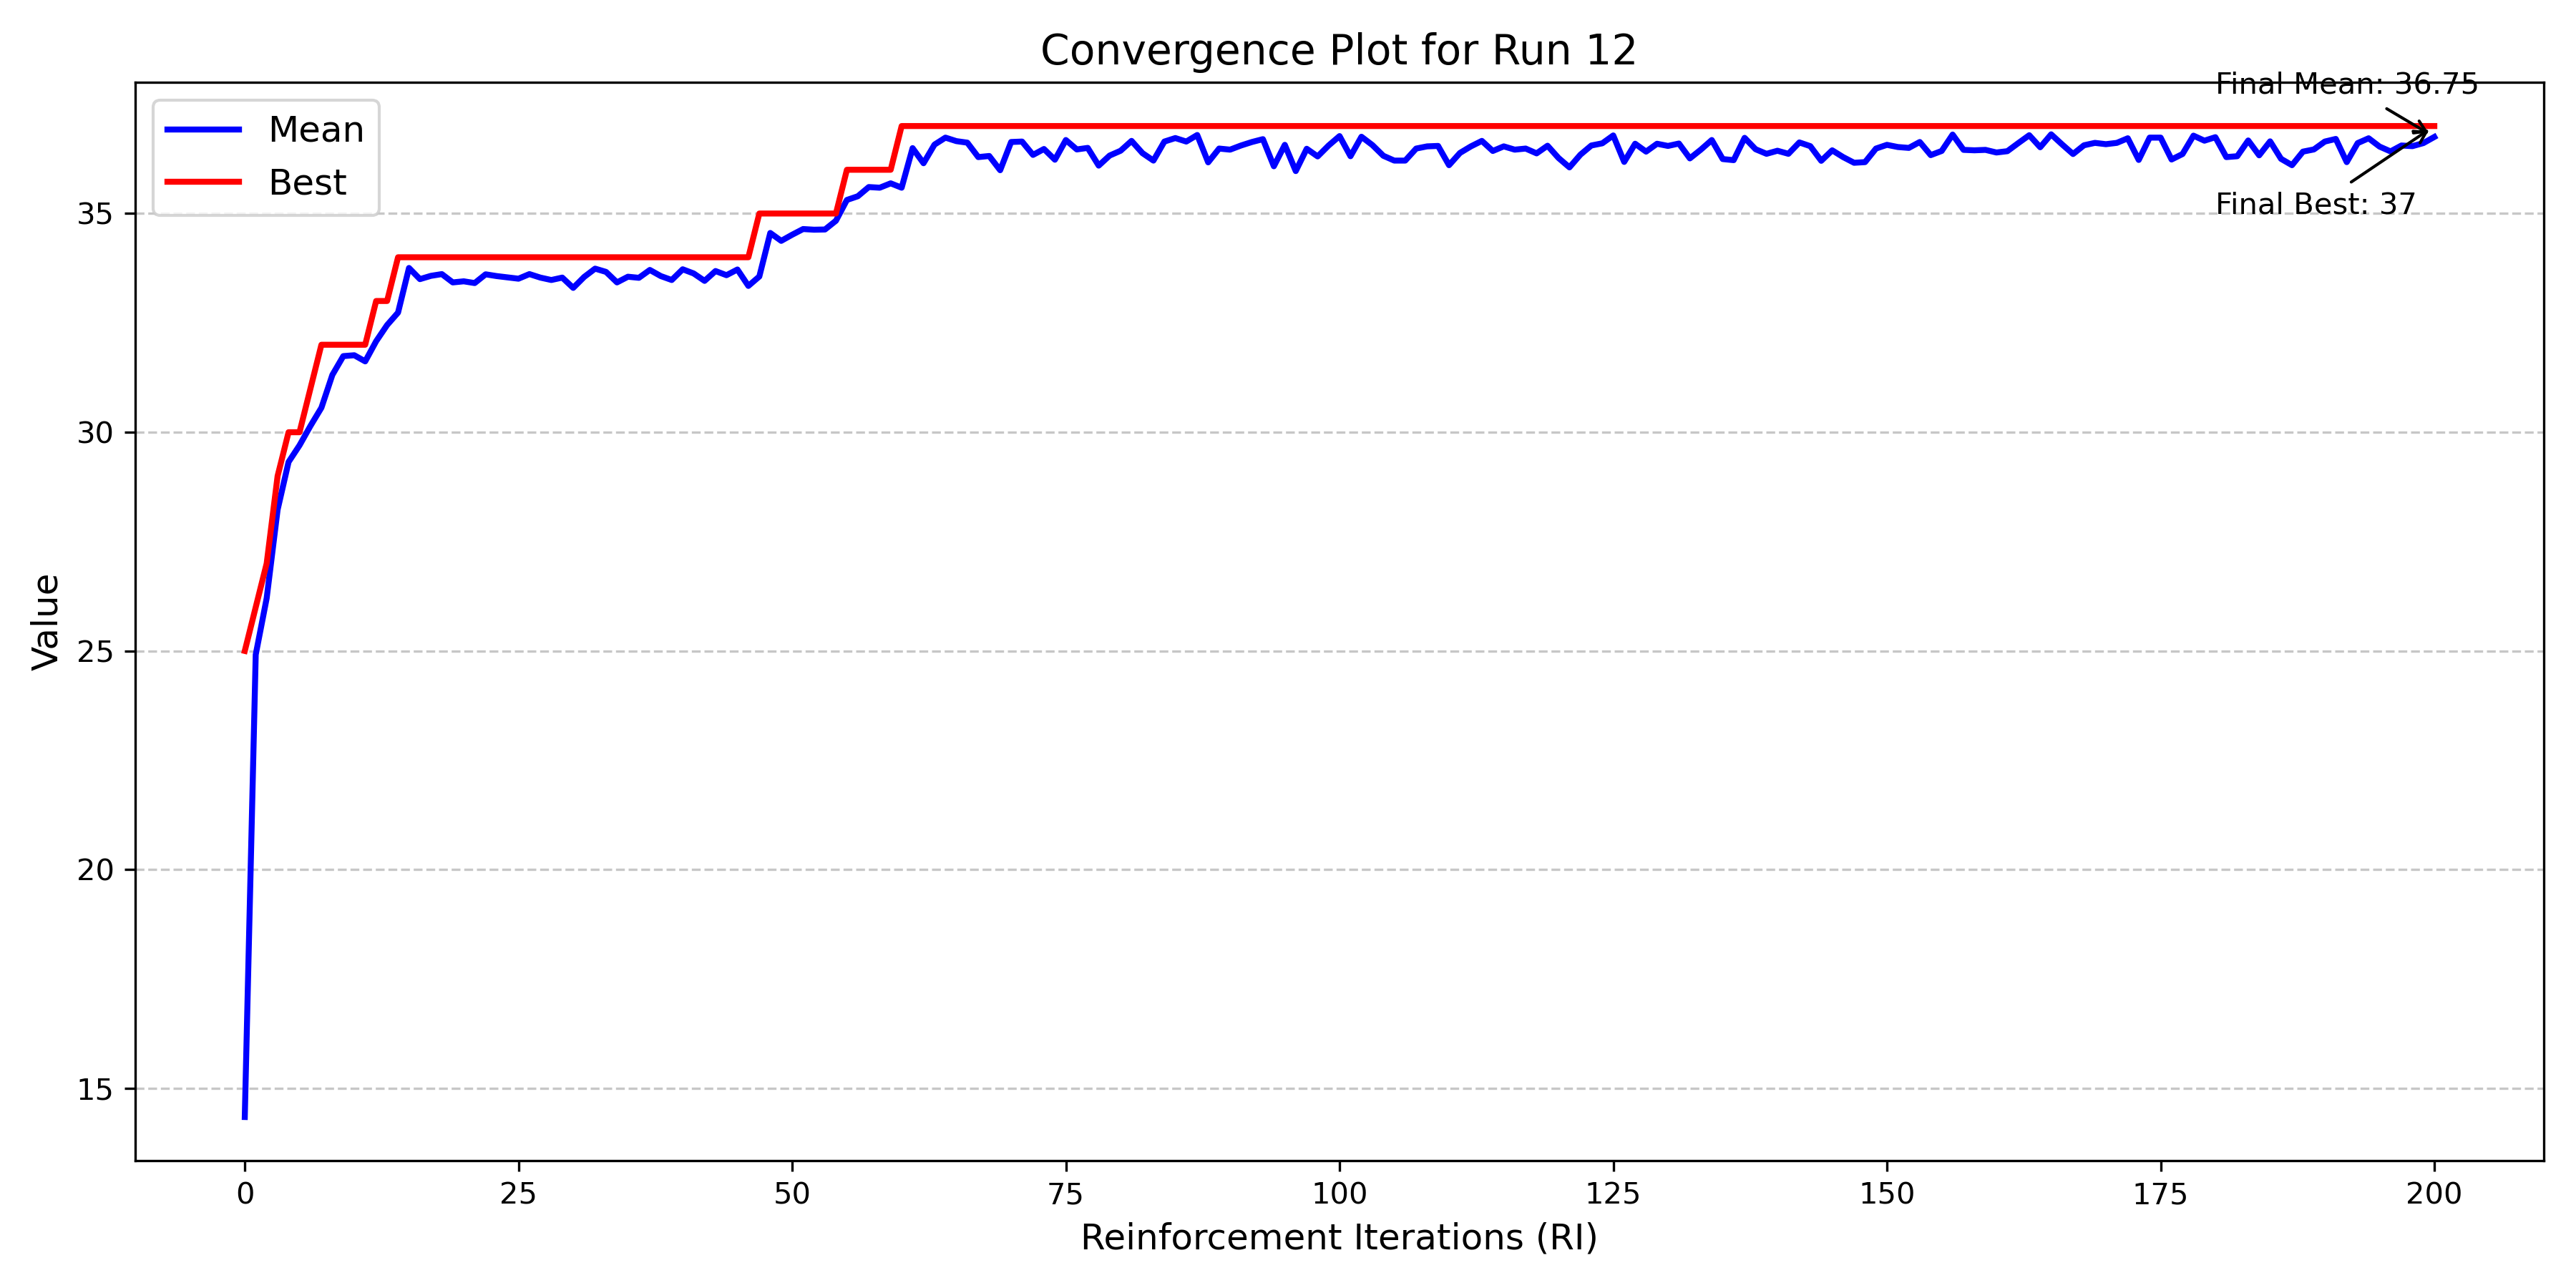 Convergence Plot for Run 12
Final Mean: 36.75
Mean
Best
Final Best: 37
35
30
25
20
15
Value
0 25 50 75 100 125 150 175 200
Reinforcement Iterations (RI)